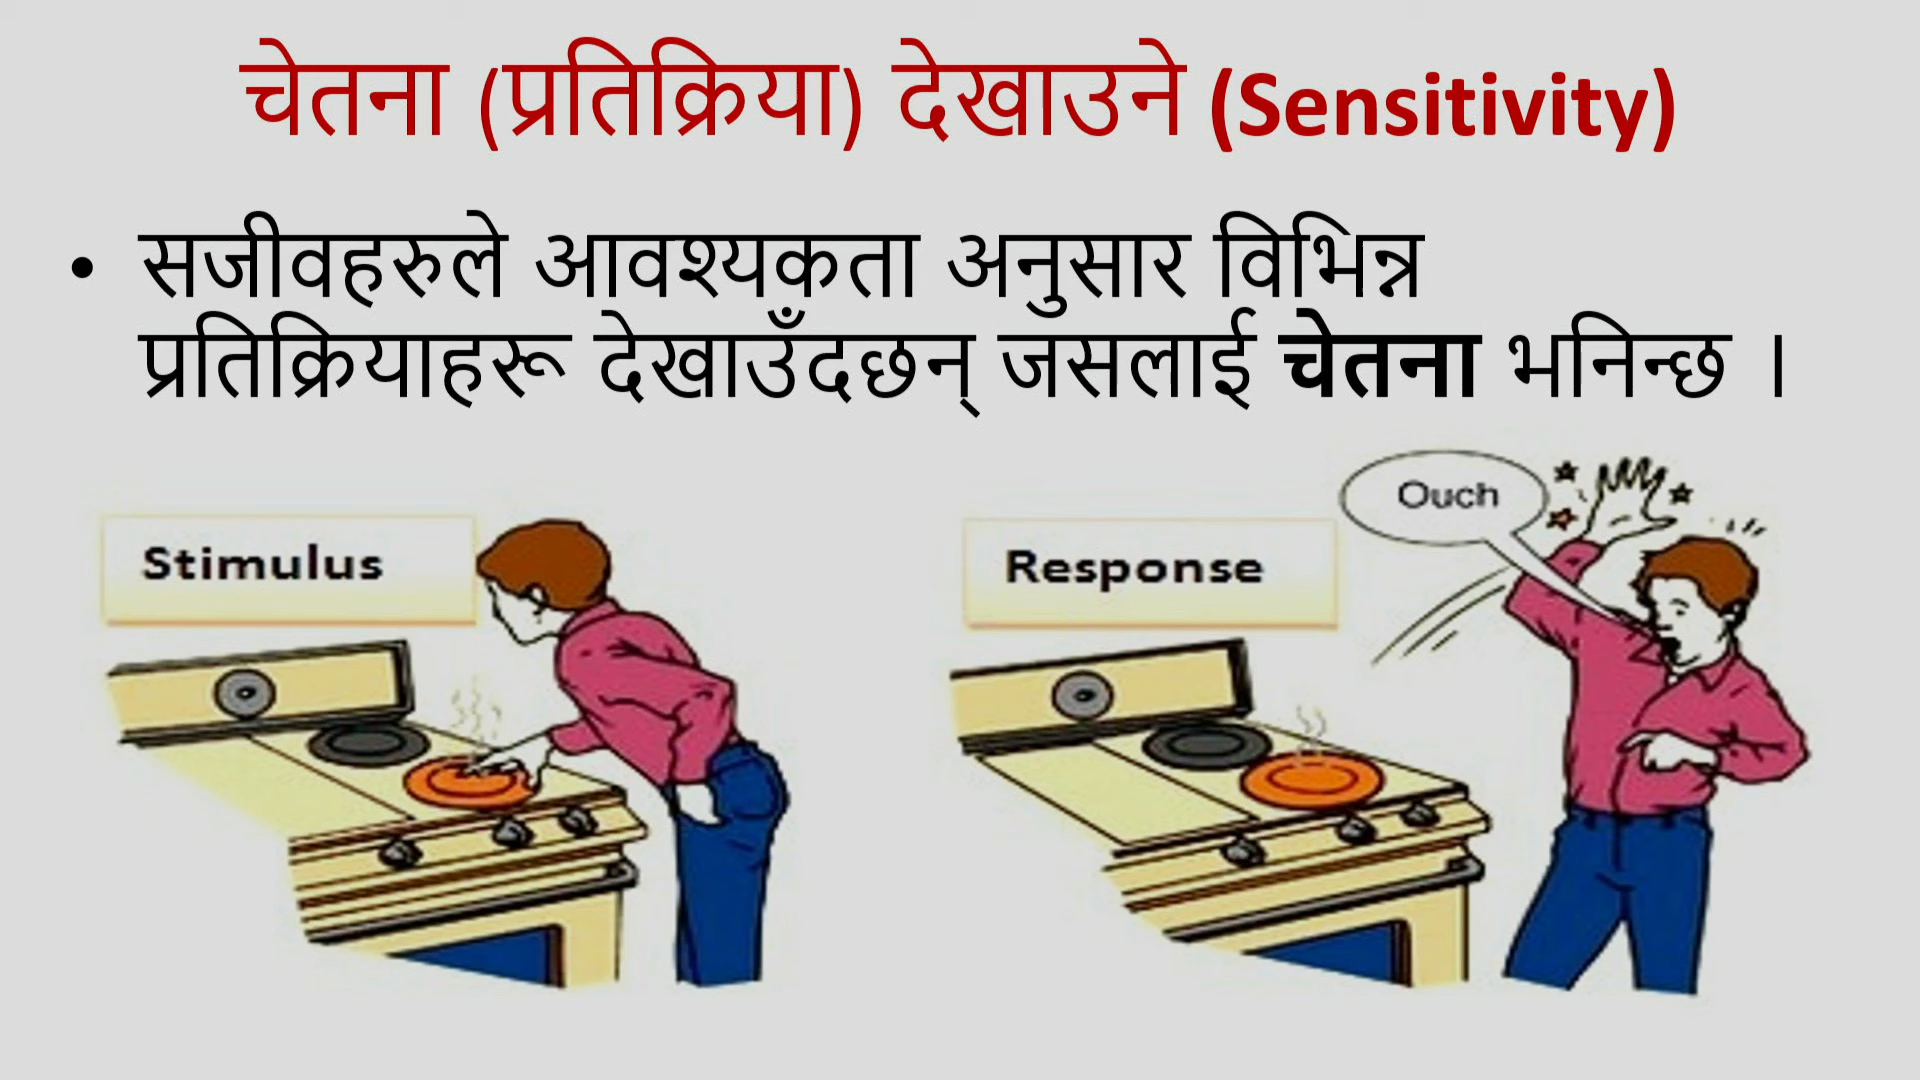 चेतना (प्रतिक्रिया) देखाउने (Sensitivity)
• सजीवहरुले आवश्यकता अनुसार विभिन्न
प्रतिक्रियाहरू देखाउँदछन् जसलाई चेतना भनिन्छ ।
Stimulus
Response
Ouch